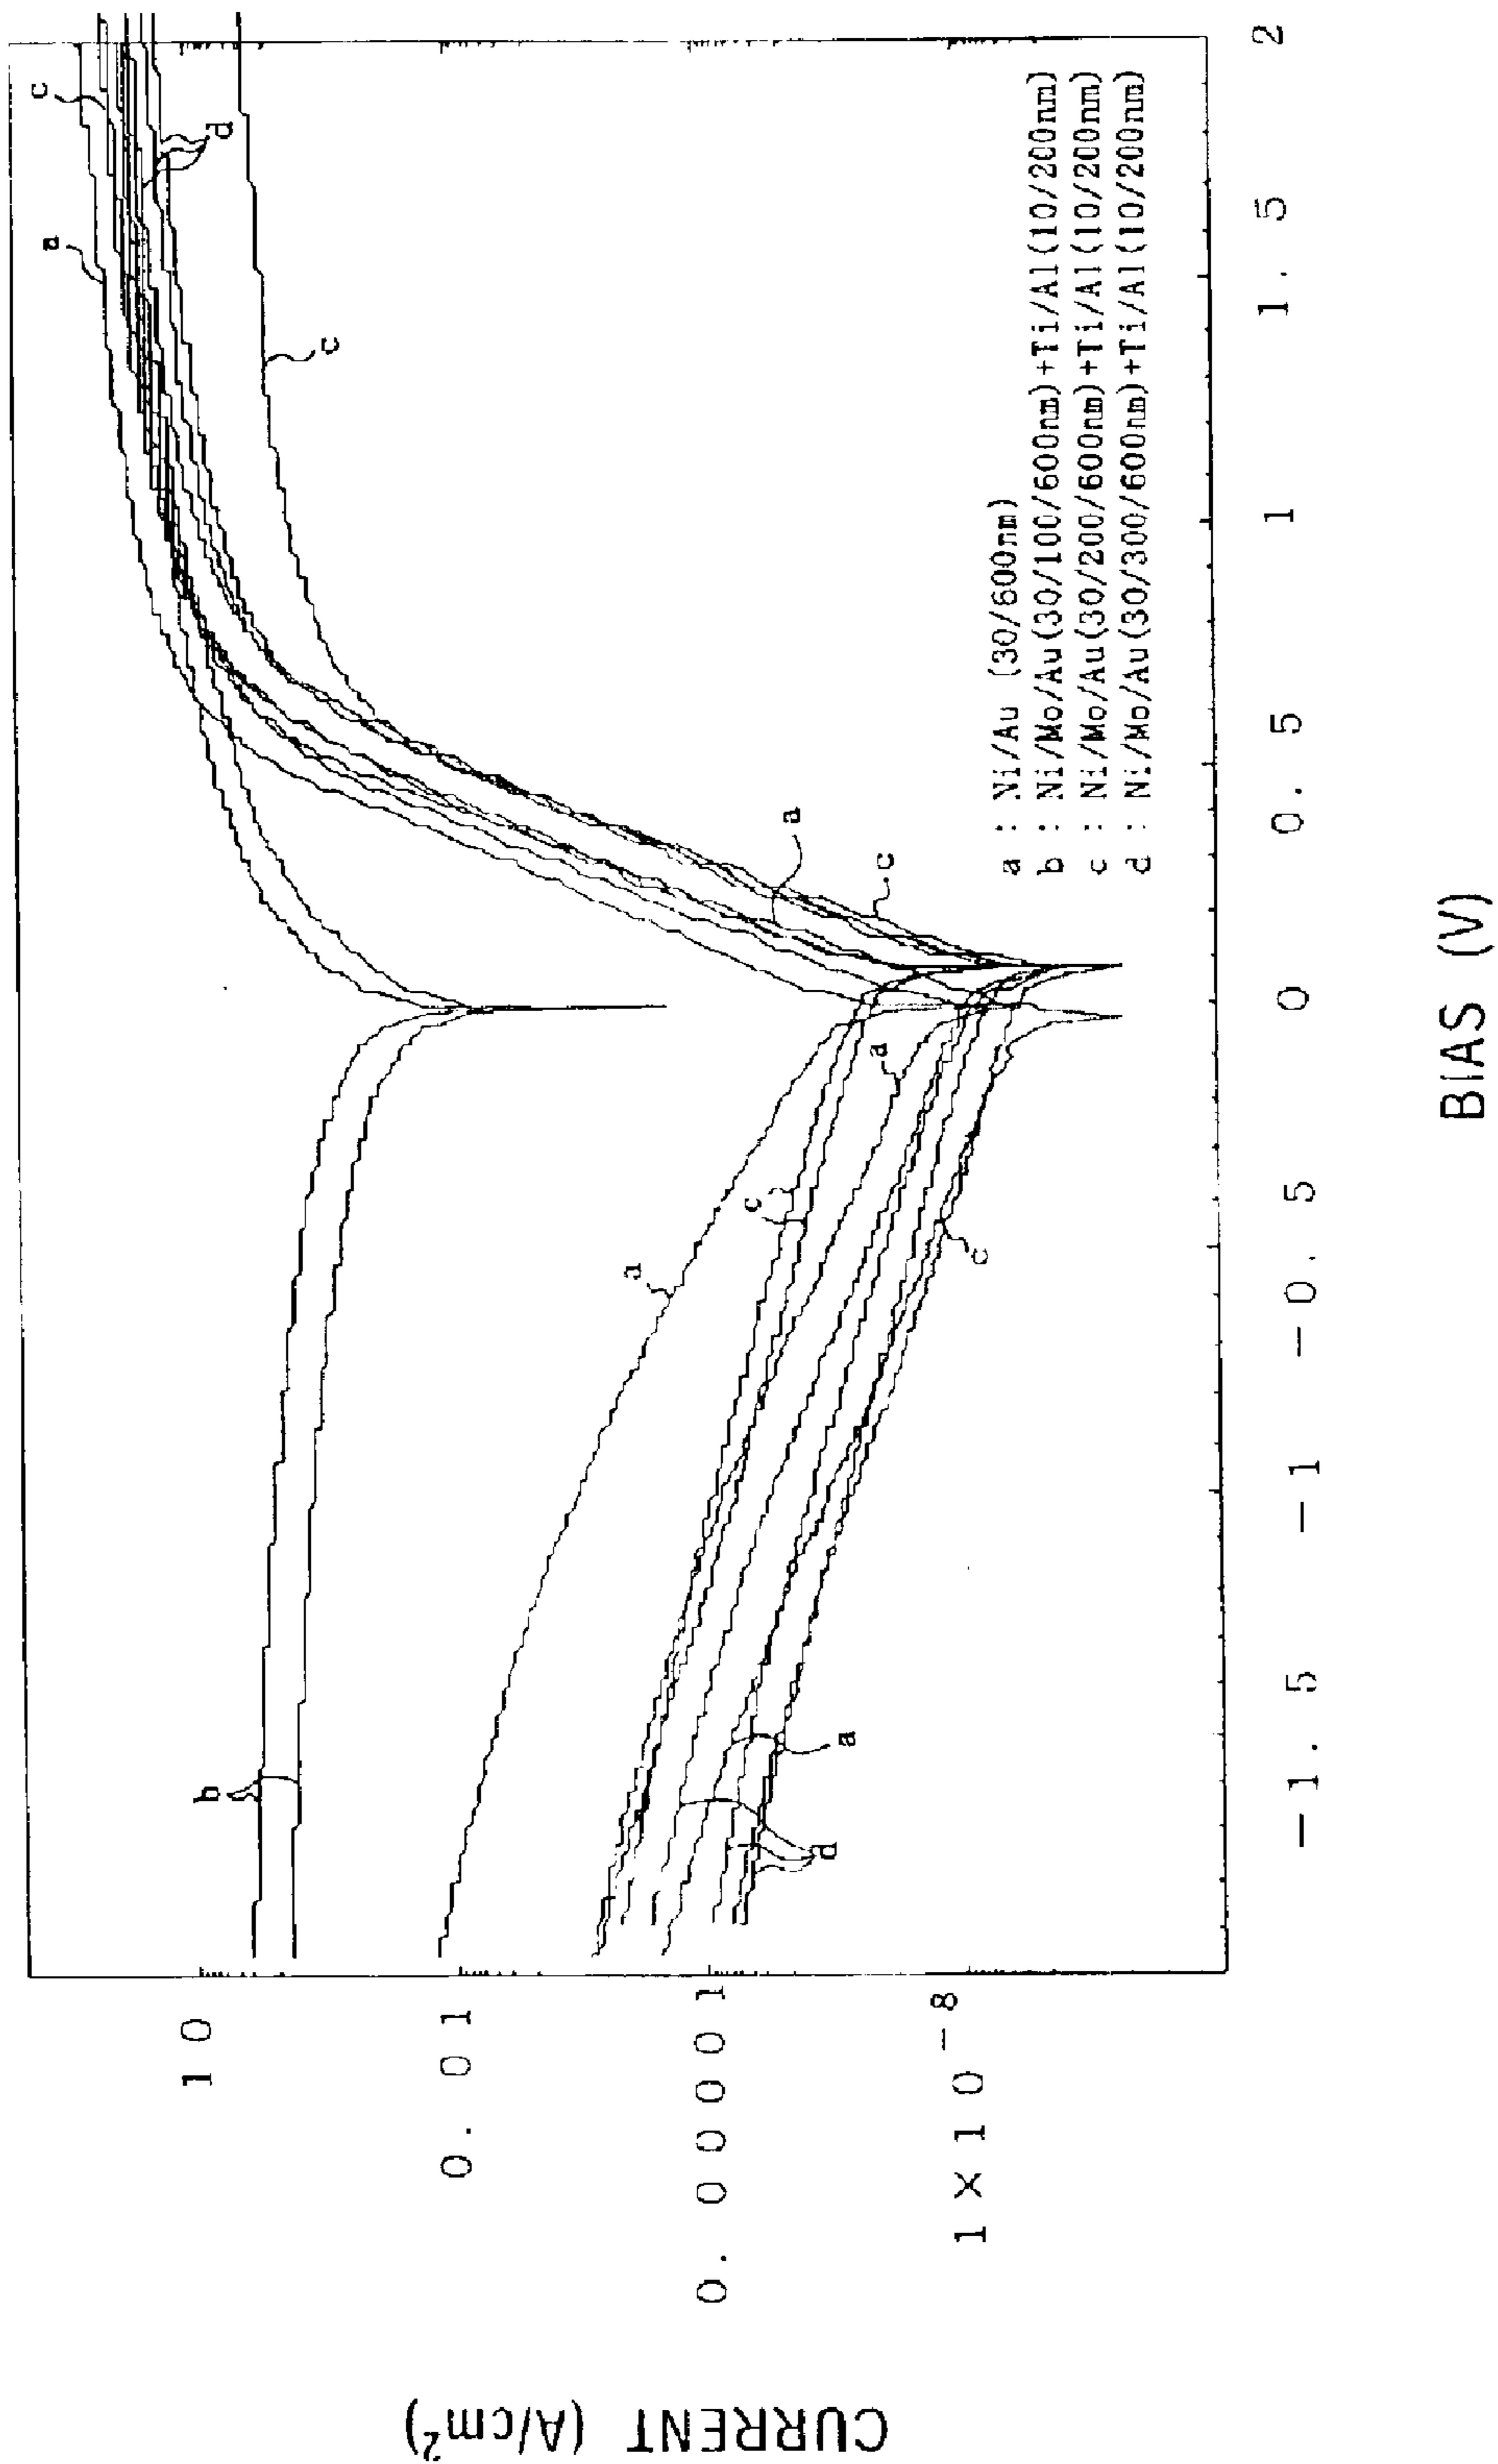 CURRENT (A/cm²)
10
0.01
0.00001
1×10⁻⁸
b
a
c
a
c
a
c
d
c
a
c
a
d
a : Ni/Au (30/600nm)
b : Ni/Mo/Au(30/100/600nm)+Ti/Al(10/200nm)
c : Ni/Mo/Au(30/200/600nm)+Ti/Al(10/200nm)
d : Ni/Mo/Au(30/300/600nm)+Ti/Al(10/200nm)
-1.5
-1
-0.5
0
0.5
1
1.5
2
BIAS (V)